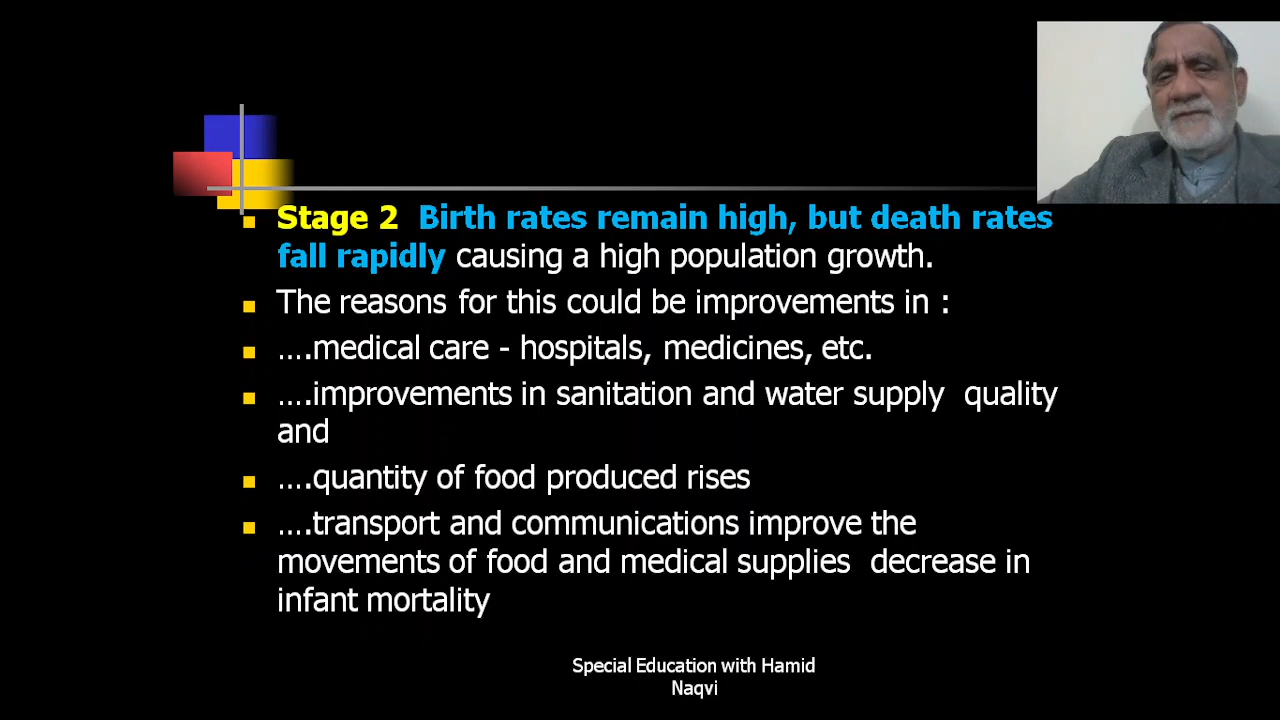 Stage 2  Birth rates remain high, but death rates
fall rapidly causing a high population growth.
The reasons for this could be improvements in :
….medical care - hospitals, medicines, etc.
….improvements in sanitation and water supply  quality
and
….quantity of food produced rises
….transport and communications improve the
movements of food and medical supplies  decrease in
infant mortality
Special Education with Hamid
Naqvi